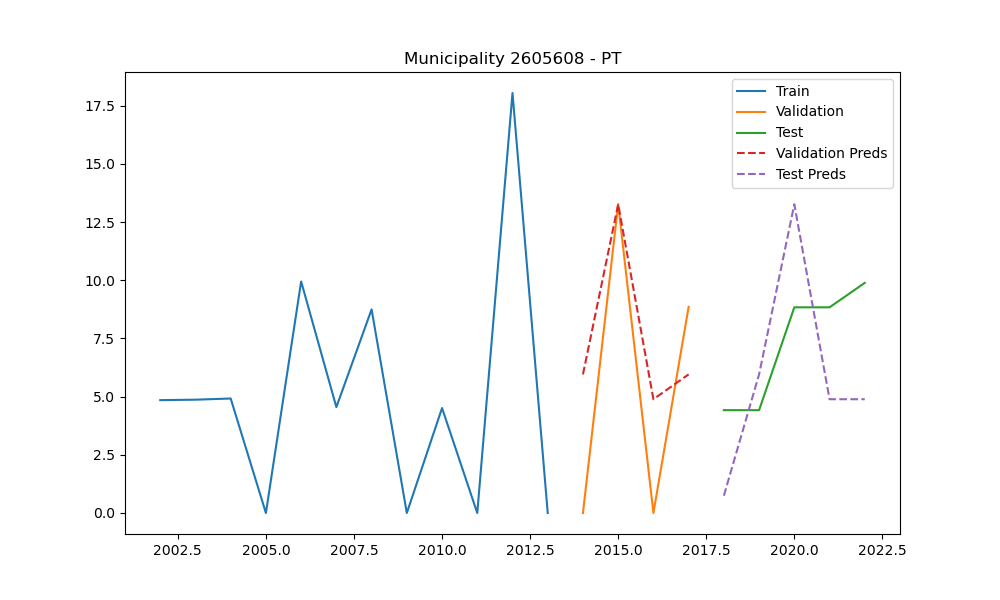 Municipality 2605608 - PT
Train
Validation
Test
Validation Preds
Test Preds
17.5
15.0
12.5
10.0
7.5
5.0
2.5
0.0
2002.5 2005.0 2007.5 2010.0 2012.5 2015.0 2017.5 2020.0 2022.5